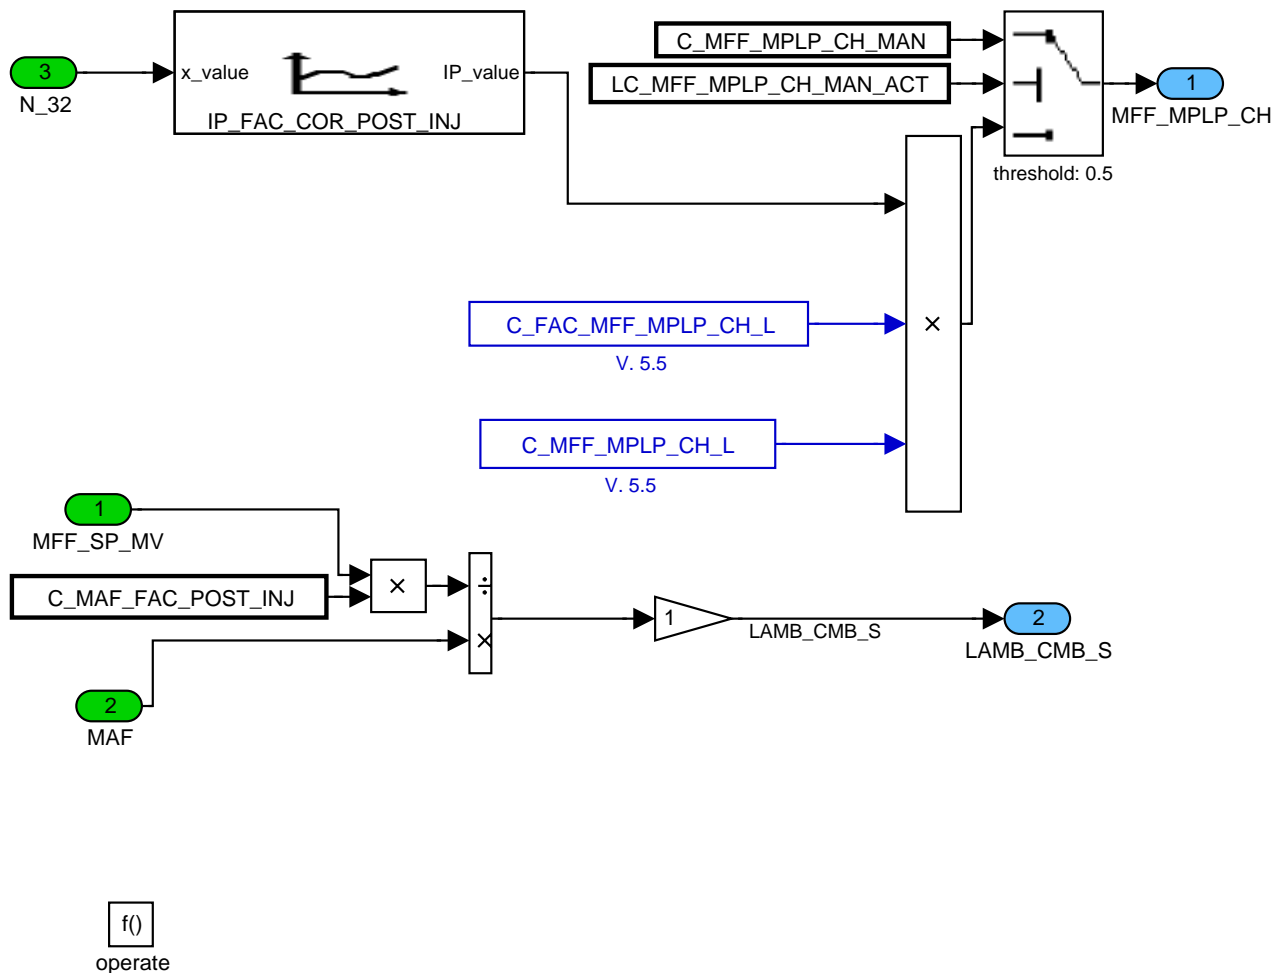 3
N_32
x_value
IP_value
IP_FAC_COR_POST_INJ
C_MFF_MPLP_CH_MAN
LC_MFF_MPLP_CH_MAN_ACT
threshold: 0.5
1
MFF_MPLP_CH
C_FAC_MFF_MPLP_CH_L
V. 5.5
×
C_MFF_MPLP_CH_L
V. 5.5
1
MFF_SP_MV
C_MAF_FAC_POST_INJ
×
÷
×
2
MAF
1
LAMB_CMB_S
2
LAMB_CMB_S
f()
operate